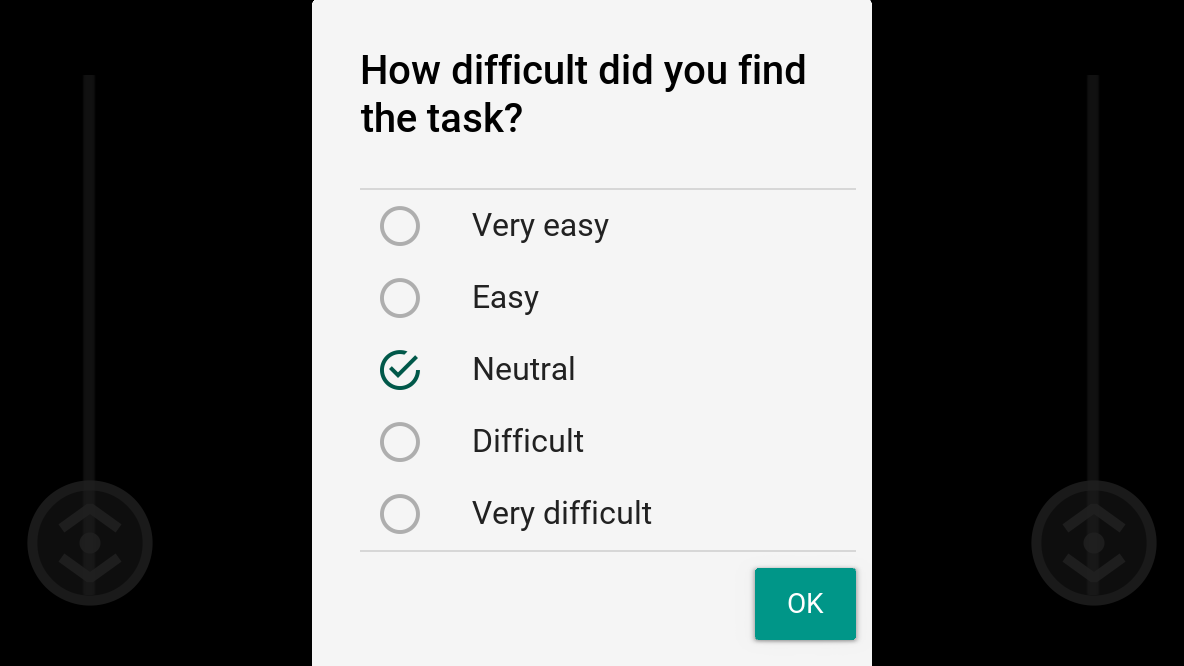 How difficult did you find
the task?
Very easy
Easy
Neutral
Difficult
Very difficult
OK